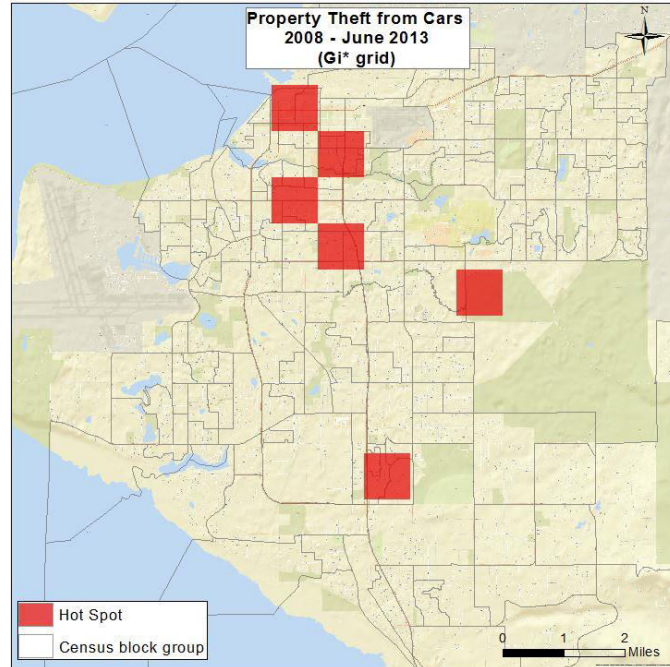 Property Theft from Cars
2008 - June 2013
(Gi* grid)
N
Hot Spot
Census block group
0 1 2
Miles